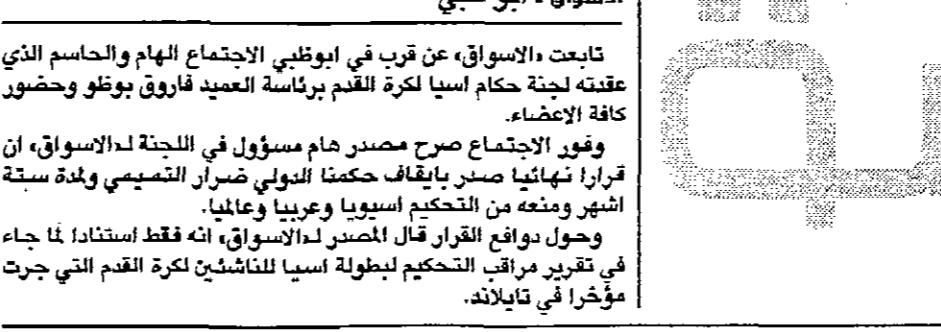 الاسواق - ابو ظبي
تابعت «الاسواق» عن قرب في ابوظبي الاجتماع الهام والحاسم الذي
عقدته لجنة حكام اسيا لكرة القدم برئاسة العميد فاروق بوظو وحضور
كافة الاعضاء.
وفور الاجتماع صرح مصدر هام مسؤول في اللجنة لـ«الاسواق» ان
قرارا نهائيا صدر بايقاف حكمنا الدولي ضرار التميمي ولمدة ستة
اشهر ومنعه من التحكيم اسيويا وعربيا وعالميا.
وحول دوافع القرار قال المصدر لـ«الاسواق» انه فقط استنادا لما جاء
في تقرير مراقب التحكيم لبطولة اسيا للناشئين لكرة القدم التي جرت
مؤخرا في تايلاند.